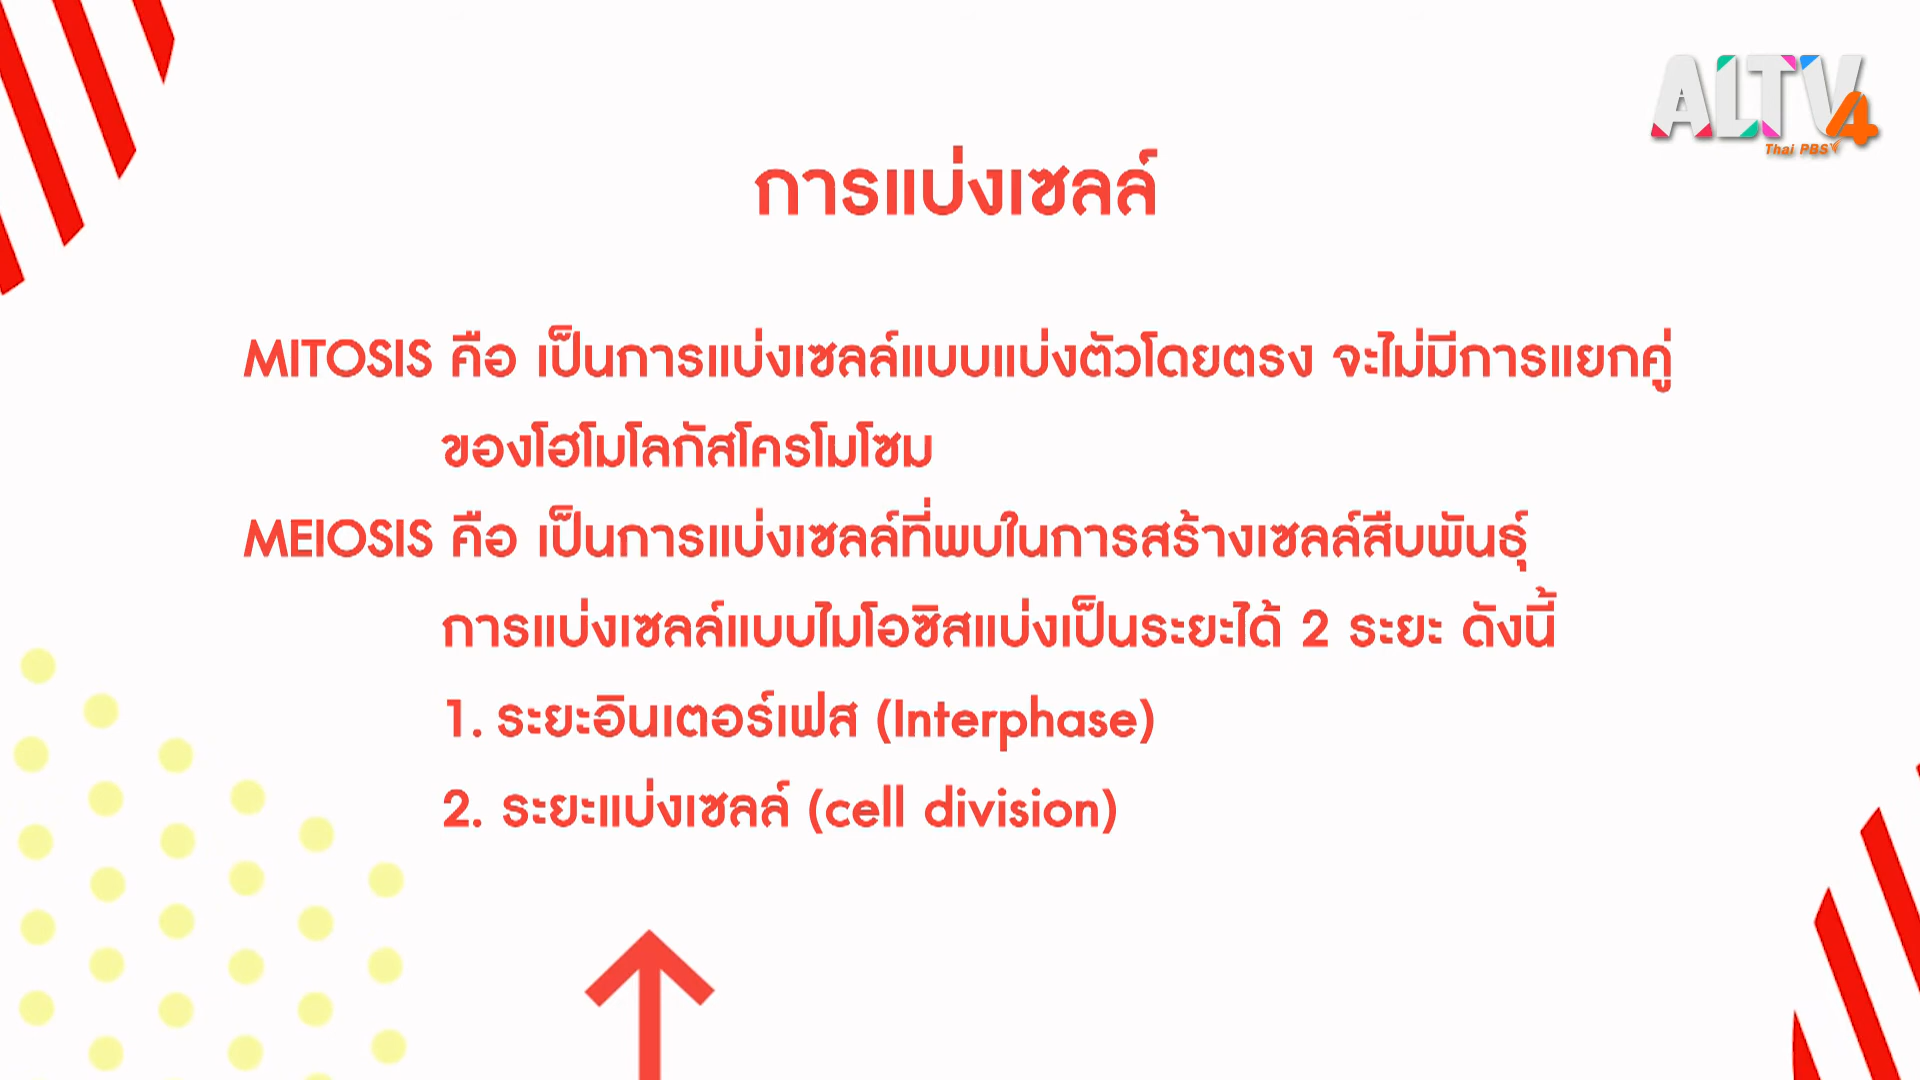 ALTV4
Thai PBS
การแบ่งเซลล์
MITOSIS คือ เป็นการแบ่งเซลล์แบบแบ่งตัวโดยตรง จะไม่มีการแยกคู่
ของโฮโมโลกัสโครโมโซม
MEIOSIS คือ เป็นการแบ่งเซลล์ที่พบในการสร้างเซลล์สืบพันธุ์
การแบ่งเซลล์แบบไมโอซิสแบ่งเป็นระยะได้ 2 ระยะ ดังนี้
1. ระยะอินเตอร์เฟส (Interphase)
2. ระยะแบ่งเซลล์ (cell division)